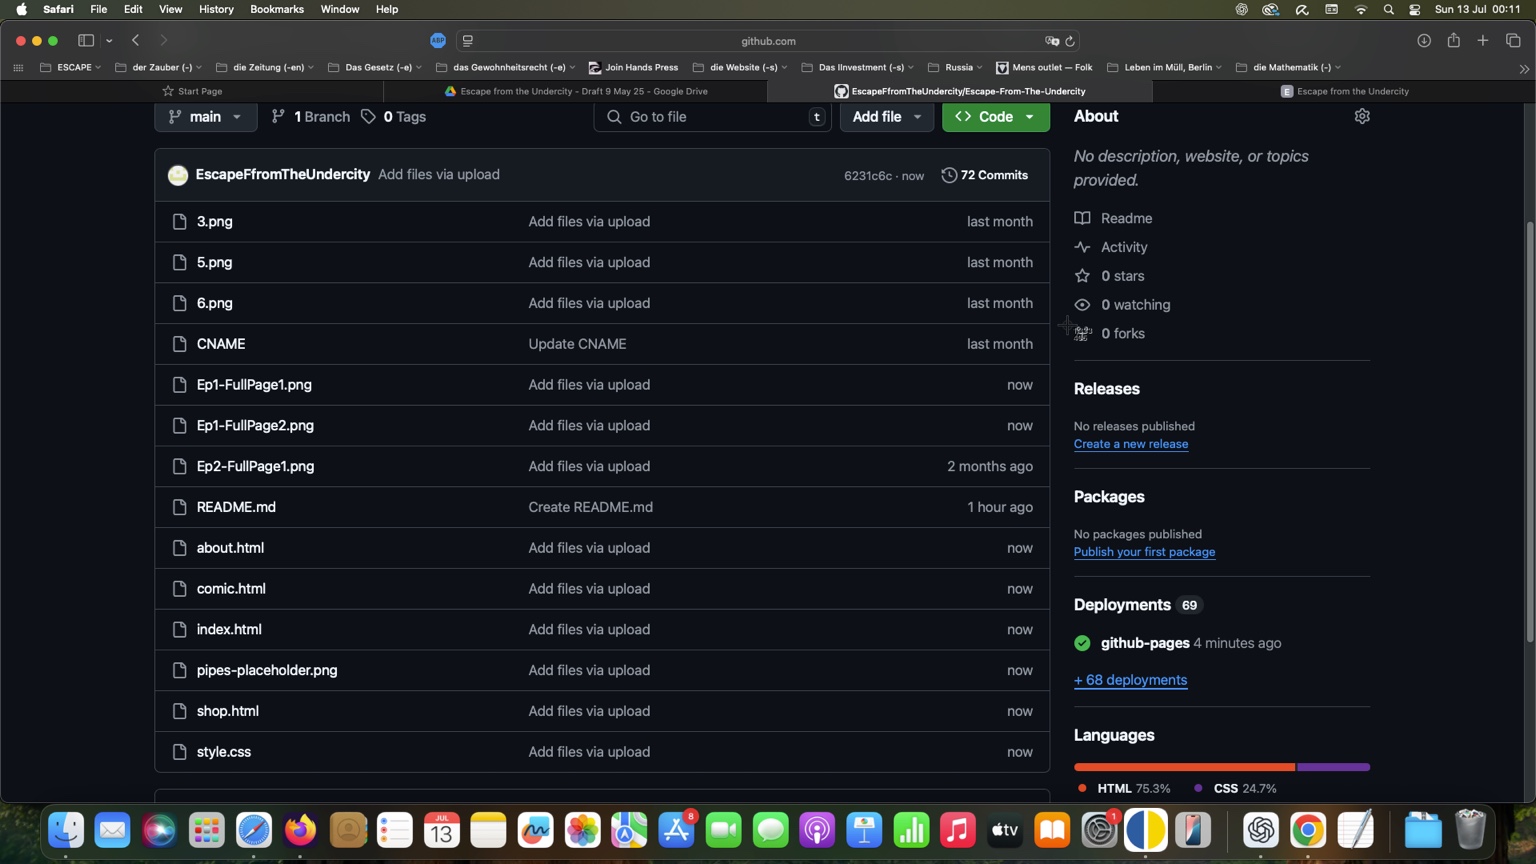 Safari File Edit View History Bookmarks Window Help Sun 13 Jul 00:11
ABP github.com
ESCAPE der Zauber (-) die Zeitung (-en) Das Gesetz (-e) das Gewohnheitsrecht (-e) Join Hands Press die Website (-s) Das IInvestment (-s) Russia Mens outlet — Folk Leben im Müll, Berlin die Mathematik (-)
Start Page Escape from the Undercity - Draft 9 May 25 - Google Drive EscapeFfromTheUndercity/Escape-From-The-Undercity E Escape from the Undercity
main 1 Branch 0 Tags Go to file t Add file <> Code About
No description, website, or topics
provided.
EscapeFfromTheUndercity Add files via upload 6231c6c · now 72 Commits
3.png Add files via upload last month
5.png Add files via upload last month
6.png Add files via upload last month
CNAME Update CNAME last month
Ep1-FullPage1.png Add files via upload now
Ep1-FullPage2.png Add files via upload now
Ep2-FullPage1.png Add files via upload 2 months ago
README.md Create README.md 1 hour ago
about.html Add files via upload now
comic.html Add files via upload now
index.html Add files via upload now
pipes-placeholder.png Add files via upload now
shop.html Add files via upload now
style.css Add files via upload now
Readme
Activity
0 stars
0 watching
0 forks
Releases
No releases published
Create a new release
Packages
No packages published
Publish your first package
Deployments 69
github-pages 4 minutes ago
+ 68 deployments
Languages
HTML 75.3% CSS 24.7%
JUL
13
8
tv
1